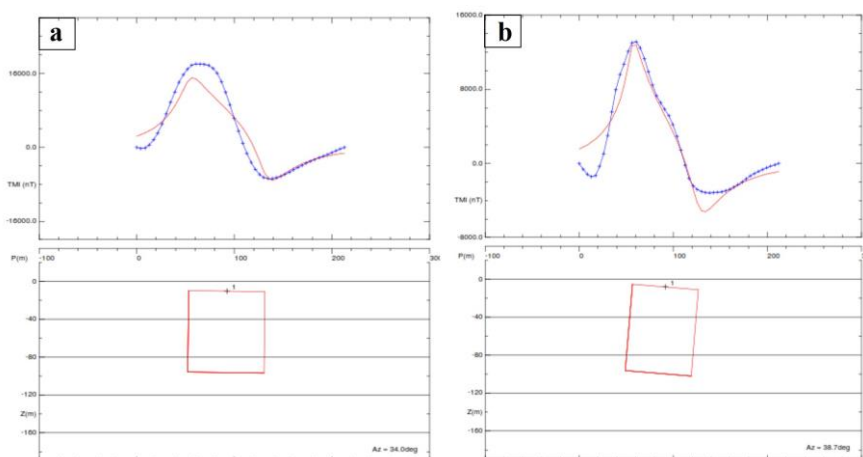 a
16000.0
0.0
TMI (nT)
-16000.0
P(m)
-100
0
100
200
300
0
1
-40
-80
-120
Z(m)
-160
Az = 34.0deg
b
16000.0
8000.0
0.0
TMI (nT)
-8000.0
P(m)
-100
0
100
200
0
1
-40
-80
-120
Z(m)
-160
Az = 38.7deg